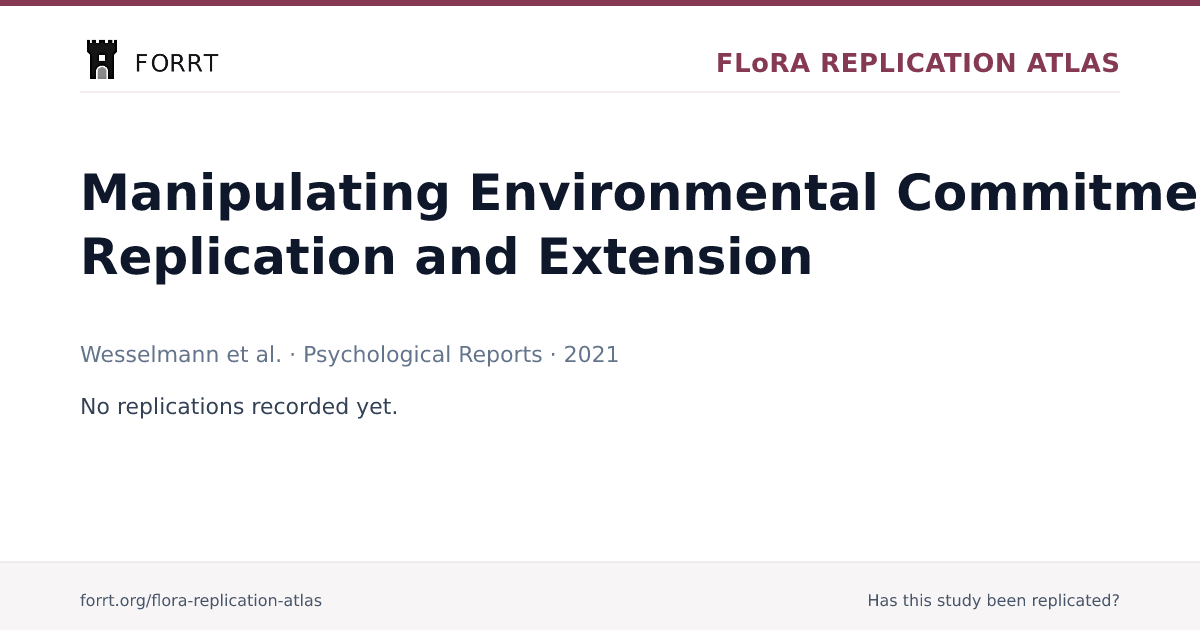 FORRT
FLoRA REPLICATION ATLAS
Manipulating Environmental Commitme
Replication and Extension
Wesselmann et al. · Psychological Reports · 2021
No replications recorded yet.
forrt.org/flora-replication-atlas
Has this study been replicated?